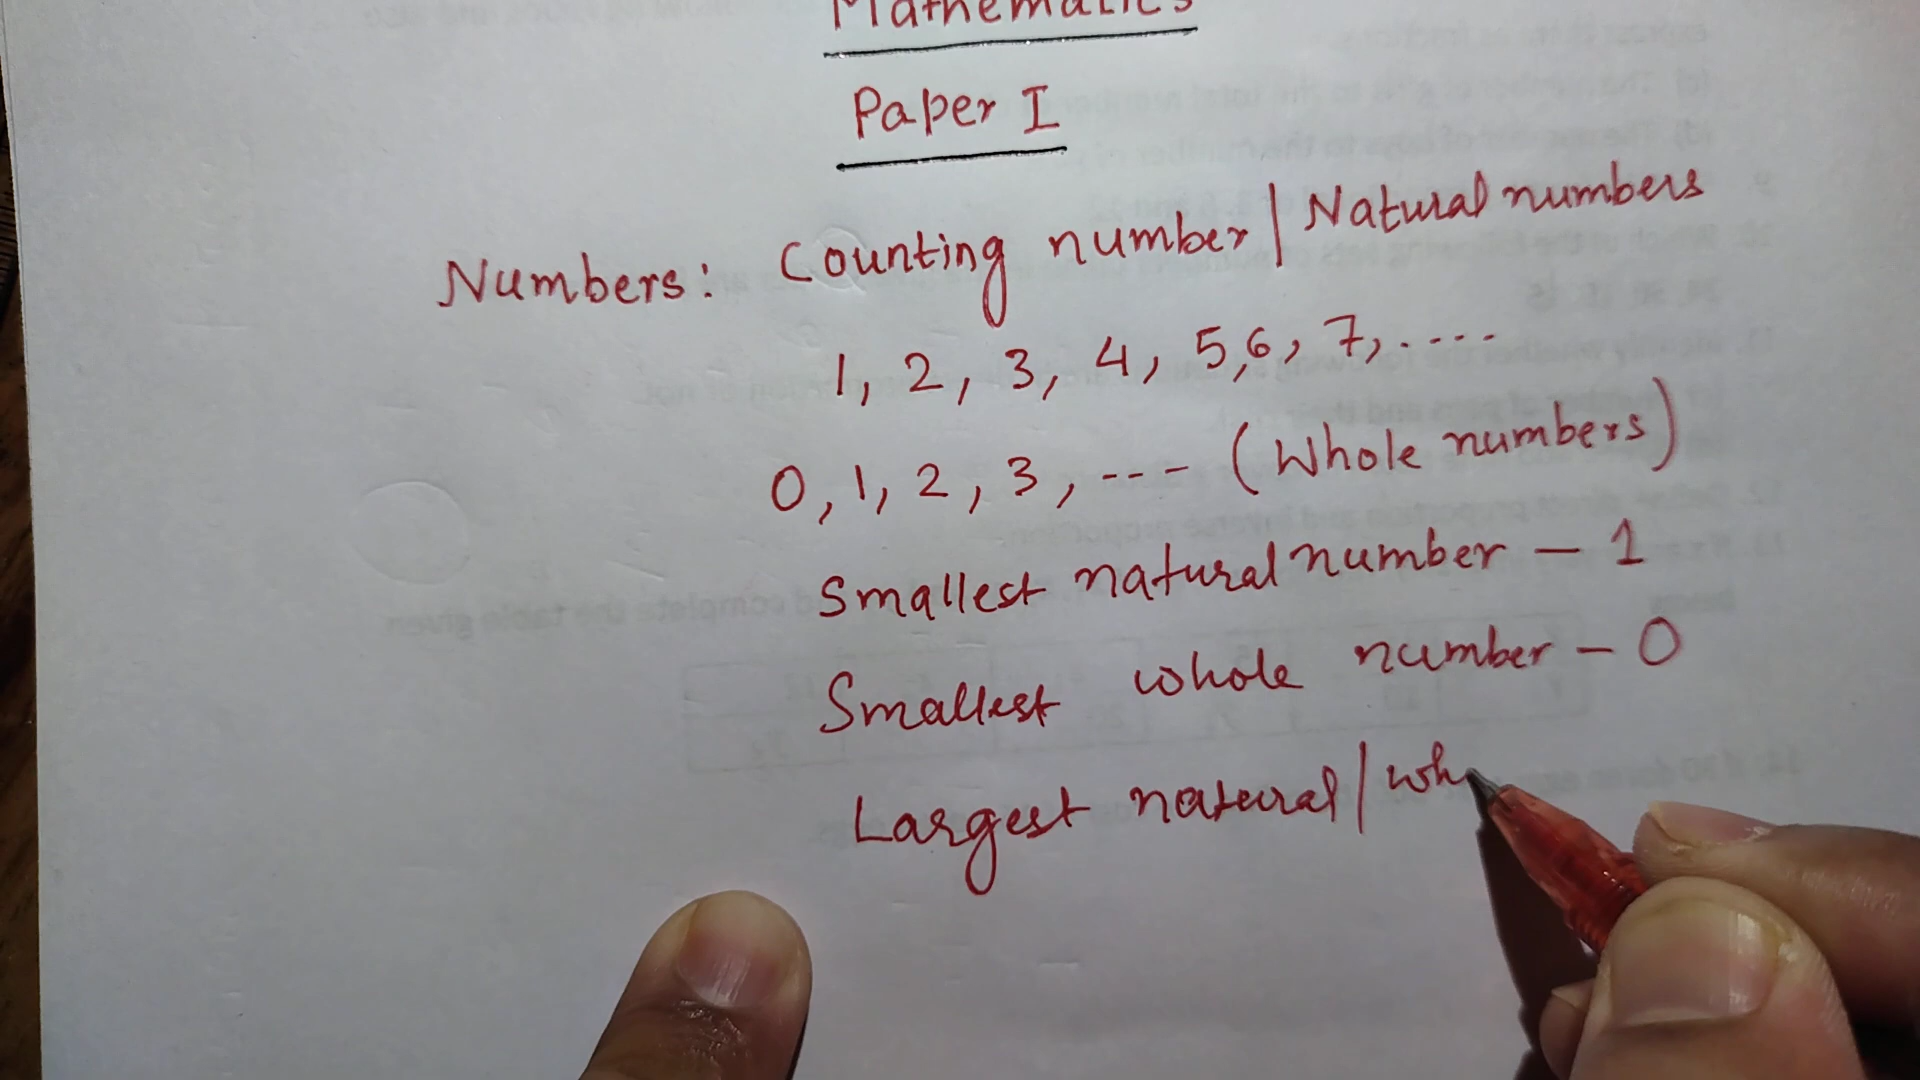 Mathematics
Paper I
Numbers: Counting number | Natural numbers
1, 2, 3, 4, 5, 6, 7, ....
0, 1, 2, 3, --- (Whole numbers)
Smallest natural number - 1
Smallest whole number - 0
Largest natural | wh